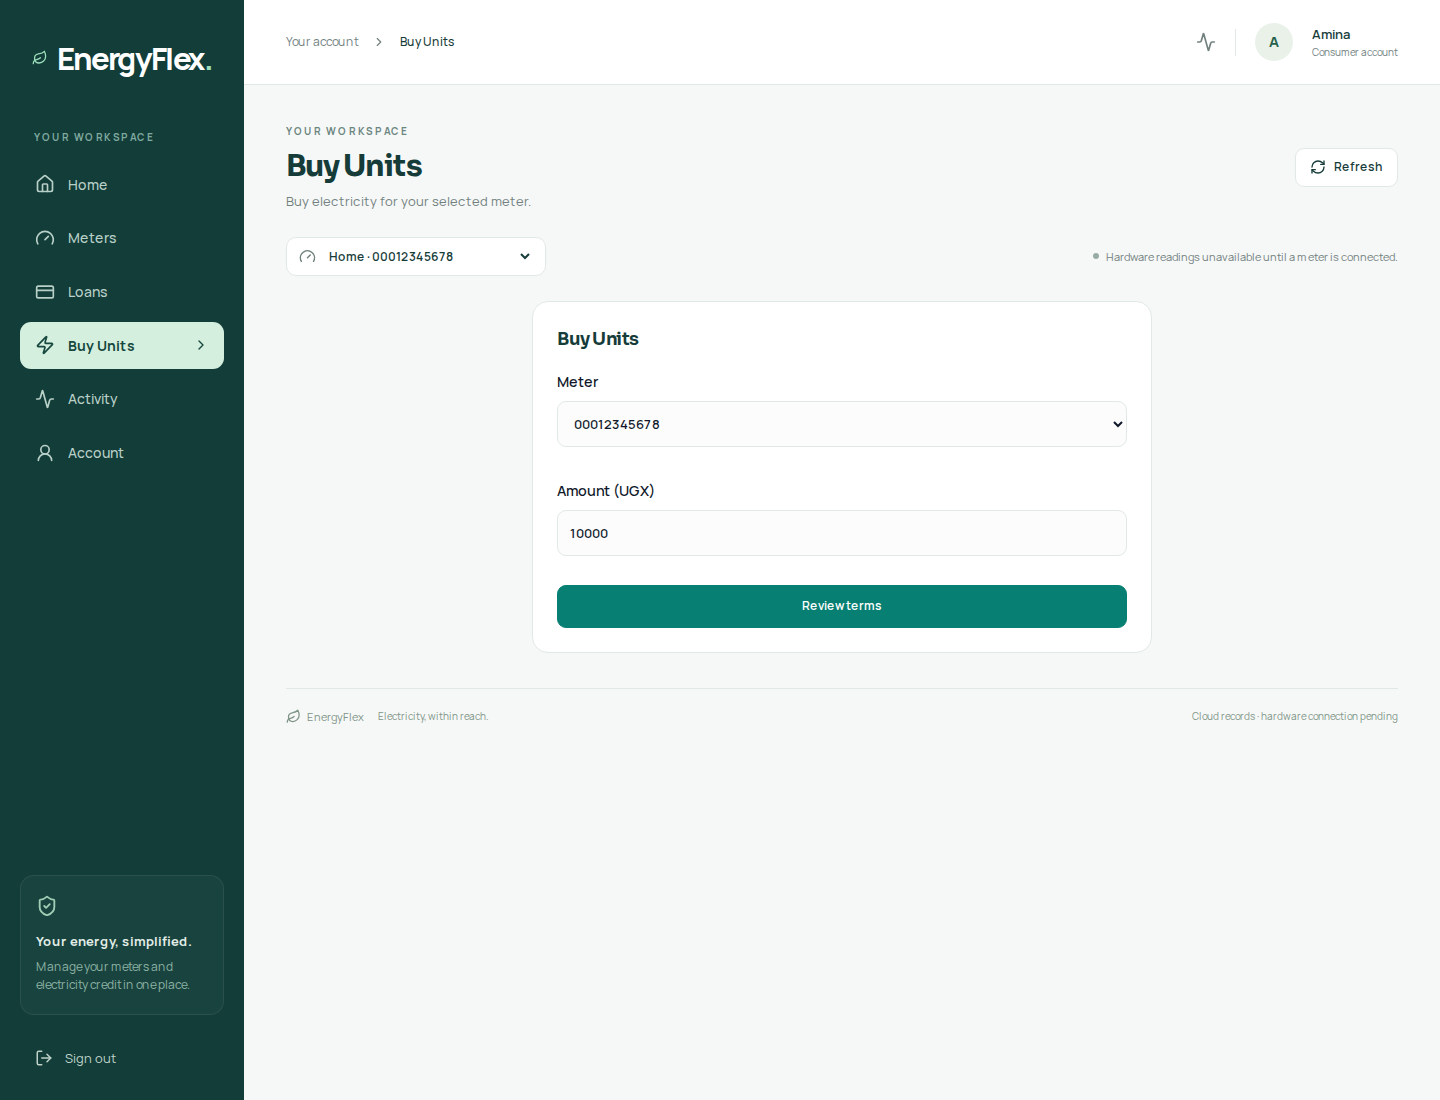 EnergyFlex.
YOUR WORKSPACE
Home
Meters
Loans
Buy Units
Activity
Account
Your energy, simplified.
Manage your meters and
electricity credit in one place.
Sign out
Your account > Buy Units
A
Amina
Consumer account
YOUR WORKSPACE
Buy Units
Buy electricity for your selected meter.
Refresh
Home · 00012345678
Hardware readings unavailable until a meter is connected.
Buy Units
Meter
00012345678
Amount (UGX)
10000
Review terms
EnergyFlex
Electricity, within reach.
Cloud records · hardware connection pending